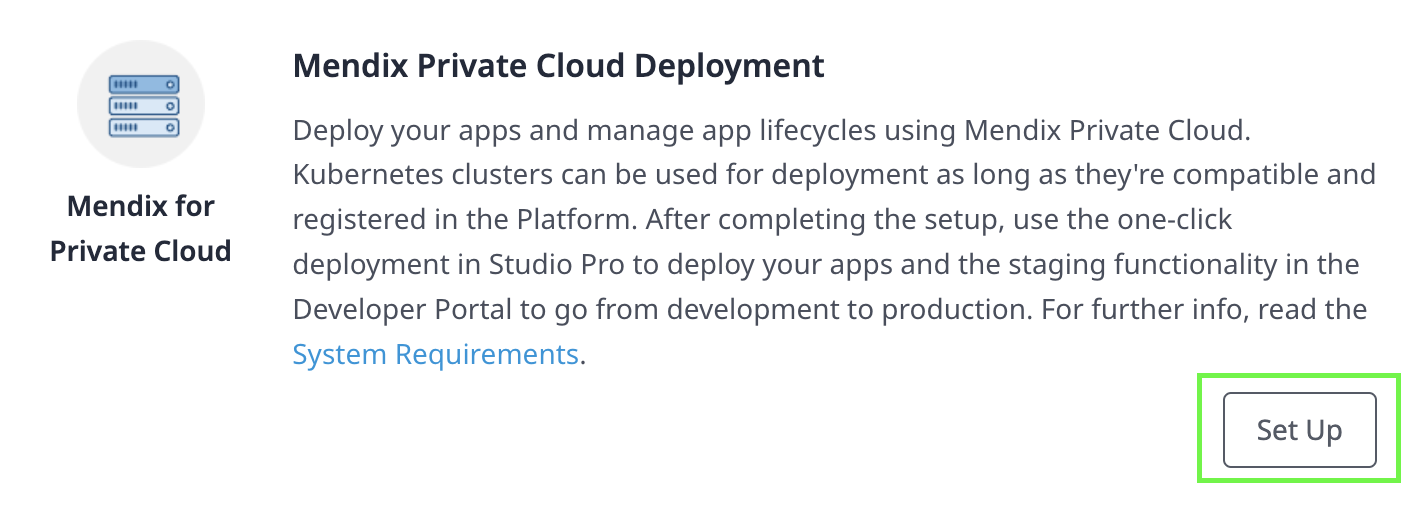 Mendix for
Private Cloud
Mendix Private Cloud Deployment
Deploy your apps and manage app lifecycles using Mendix Private Cloud.
Kubernetes clusters can be used for deployment as long as they're compatible and
registered in the Platform. After completing the setup, use the one-click
deployment in Studio Pro to deploy your apps and the staging functionality in the
Developer Portal to go from development to production. For further info, read the
System Requirements.
Set Up